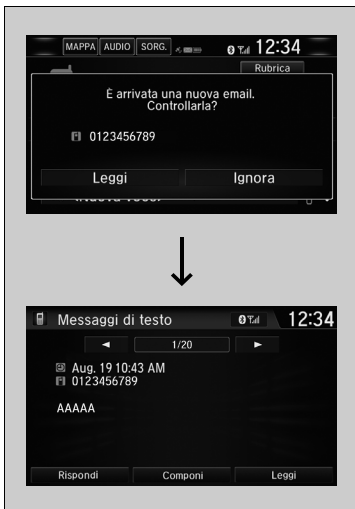 MAPPA AUDIO SORG. 12:34
Rubrica
È arrivata una nuova email.
Controllarla?
0123456789
Leggi Ignora
Messaggi di testo 12:34
1/20
Aug. 19 10:43 AM
0123456789
AAAAA
Rispondi Componi Leggi